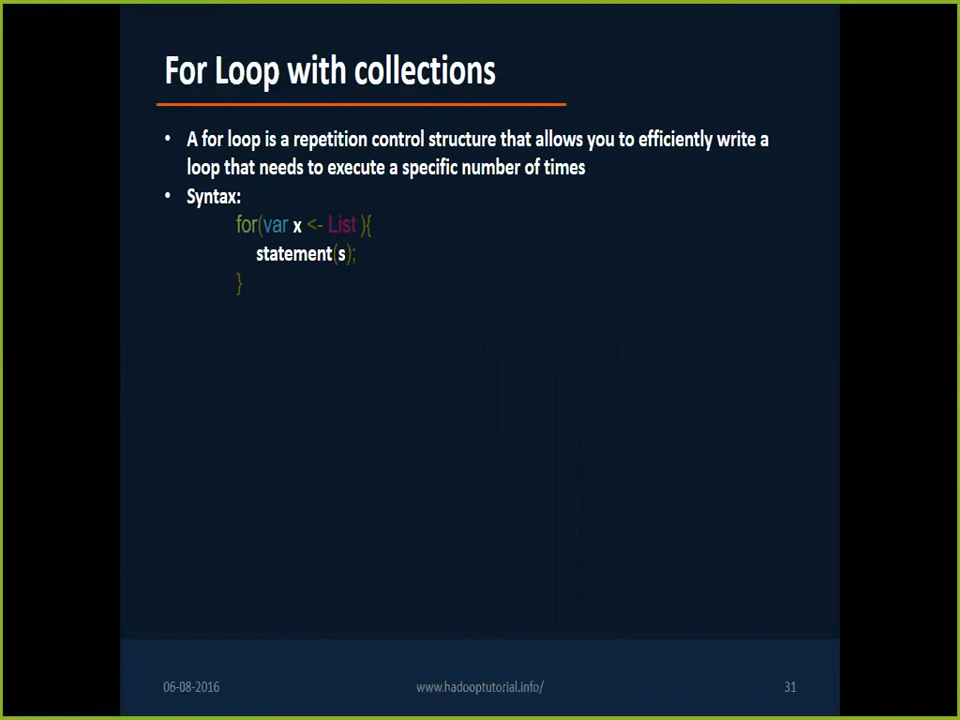 For Loop with collections
• A for loop is a repetition control structure that allows you to efficiently write a
loop that needs to execute a specific number of times
• Syntax:
for(var x <- List ){
statement(s);
}
06-08-2016
www.hadooptutorial.info/
31